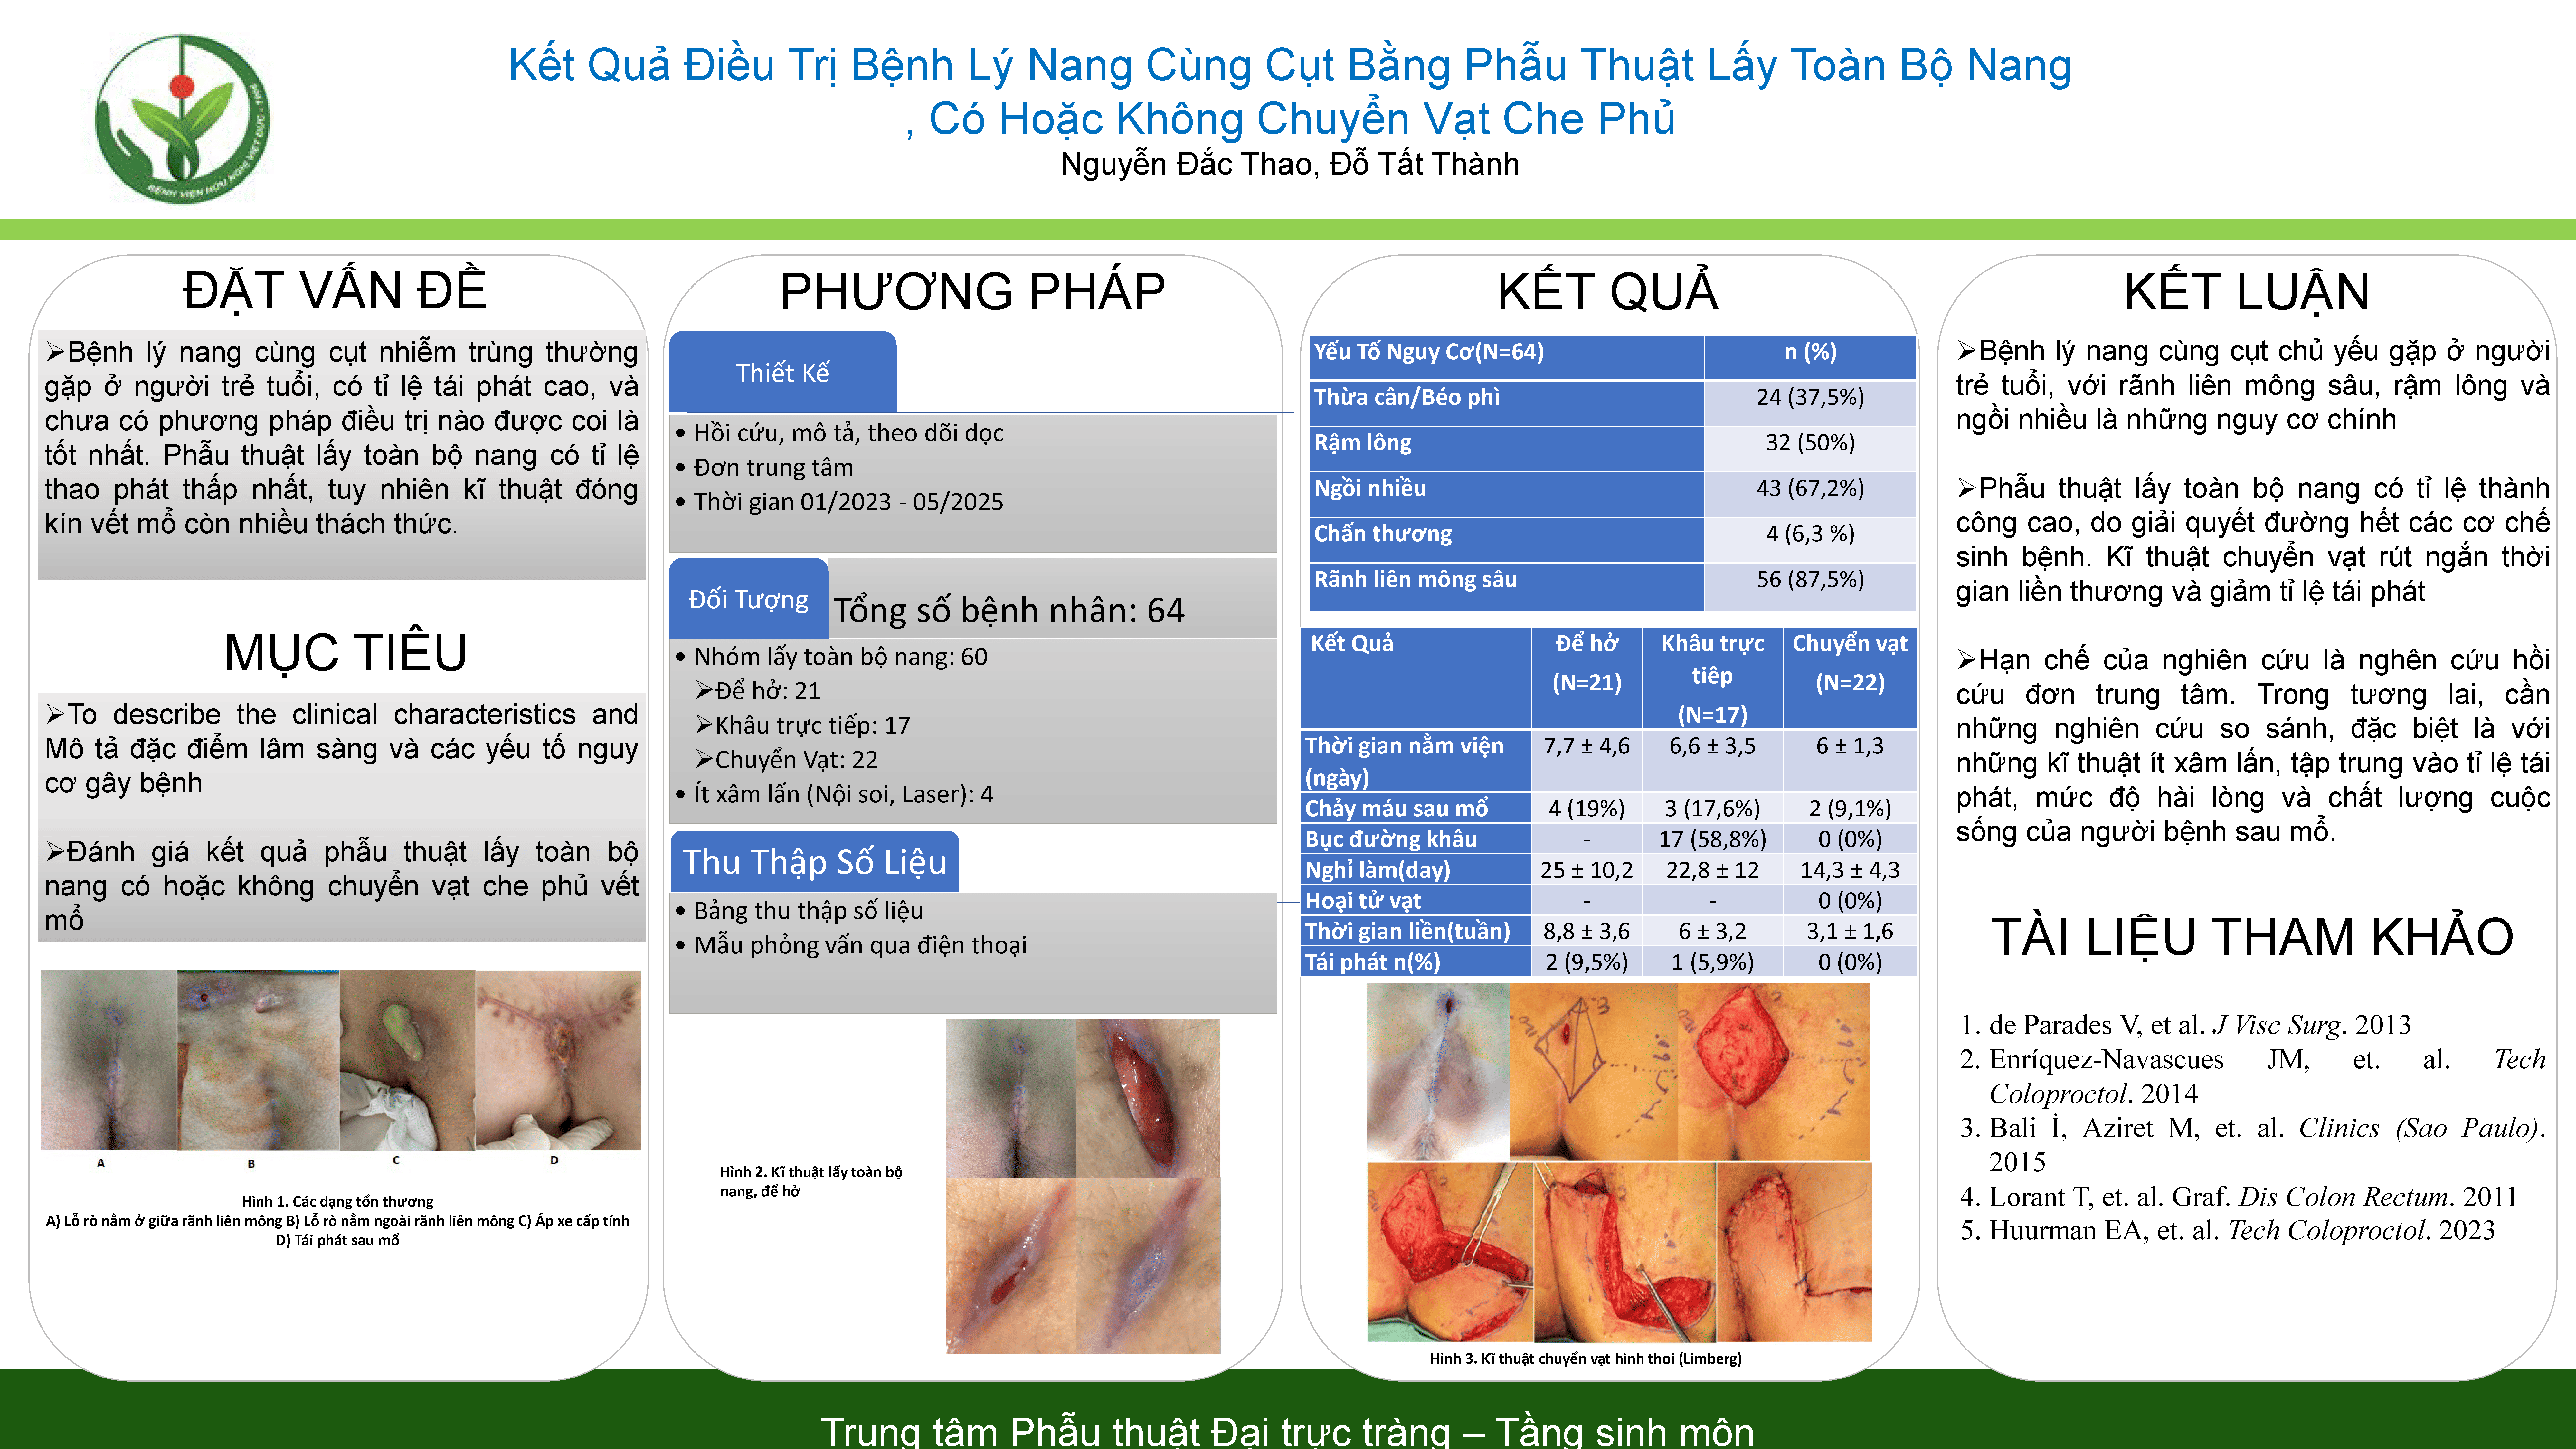 BỆNH VIỆN HỮU NGHỊ VIỆT ĐỨC - 1906
Kết Quả Điều Trị Bệnh Lý Nang Cùng Cụt Bằng Phẫu Thuật Lấy Toàn Bộ Nang
, Có Hoặc Không Chuyển Vạt Che Phủ
Nguyễn Đắc Thao, Đỗ Tất Thành
ĐẶT VẤN ĐỀ
➢Bệnh lý nang cùng cụt nhiễm trùng thường
gặp ở người trẻ tuổi, có tỉ lệ tái phát cao, và
chưa có phương pháp điều trị nào được coi là
tốt nhất. Phẫu thuật lấy toàn bộ nang có tỉ lệ
thao phát thấp nhất, tuy nhiên kĩ thuật đóng
kín vết mổ còn nhiều thách thức.
MỤC TIÊU
➢To describe the clinical characteristics and
Mô tả đặc điểm lâm sàng và các yếu tố nguy
cơ gây bệnh
➢Đánh giá kết quả phẫu thuật lấy toàn bộ
nang có hoặc không chuyển vạt che phủ vết
mổ
A B C D
Hình 1. Các dạng tổn thương
A) Lỗ rò nằm ở giữa rãnh liên mông B) Lỗ rò nằm ngoài rãnh liên mông C) Áp xe cấp tính
D) Tái phát sau mổ
PHƯƠNG PHÁP
Thiết Kế
• Hồi cứu, mô tả, theo dõi dọc
• Đơn trung tâm
• Thời gian 01/2023 - 05/2025
Đối Tượng
Tổng số bệnh nhân: 64
• Nhóm lấy toàn bộ nang: 60
➢Để hở: 21
➢Khâu trực tiếp: 17
➢Chuyển Vạt: 22
• Ít xâm lấn (Nội soi, Laser): 4
Thu Thập Số Liệu
• Bảng thu thập số liệu
• Mẫu phỏng vấn qua điện thoại
Hình 2. Kĩ thuật lấy toàn bộ
nang, để hở
KẾT QUẢ
Yếu Tố Nguy Cơ(N=64) n (%)
Thừa cân/Béo phì 24 (37,5%)
Rậm lông 32 (50%)
Ngồi nhiều 43 (67,2%)
Chấn thương 4 (6,3 %)
Rãnh liên mông sâu 56 (87,5%)
Kết Quả Để hở Khâu trực Chuyển vạt
(N=21) tiêp (N=22)
(N=17)
Thời gian nằm viện 7,7 ± 4,6 6,6 ± 3,5 6 ± 1,3
(ngày)
Chảy máu sau mổ 4 (19%) 3 (17,6%) 2 (9,1%)
Bục đường khâu - 17 (58,8%) 0 (0%)
Nghỉ làm(day) 25 ± 10,2 22,8 ± 12 14,3 ± 4,3
Hoại tử vạt - - 0 (0%)
Thời gian liền(tuần) 8,8 ± 3,6 6 ± 3,2 3,1 ± 1,6
Tái phát n(%) 2 (9,5%) 1 (5,9%) 0 (0%)
Hình 3. Kĩ thuật chuyển vạt hình thoi (Limberg)
KẾT LUẬN
➢Bệnh lý nang cùng cụt chủ yếu gặp ở người
trẻ tuổi, với rãnh liên mông sâu, rậm lông và
ngồi nhiều là những nguy cơ chính
➢Phẫu thuật lấy toàn bộ nang có tỉ lệ thành
công cao, do giải quyết đường hết các cơ chế
sinh bệnh. Kĩ thuật chuyển vạt rút ngắn thời
gian liền thương và giảm tỉ lệ tái phát
➢Hạn chế của nghiên cứu là nghên cứu hồi
cứu đơn trung tâm. Trong tương lai, cần
những nghiên cứu so sánh, đặc biệt là với
những kĩ thuật ít xâm lấn, tập trung vào tỉ lệ tái
phát, mức độ hài lòng và chất lượng cuộc
sống của người bệnh sau mổ.
TÀI LIỆU THAM KHẢO
1. de Parades V, et al. J Visc Surg. 2013
2. Enríquez-Navascues JM, et. al. Tech
Coloproctol. 2014
3. Bali İ, Aziret M, et. al. Clinics (Sao Paulo).
2015
4. Lorant T, et. al. Graf. Dis Colon Rectum. 2011
5. Huurman EA, et. al. Tech Coloproctol. 2023
Trung tâm Phẫu thuật Đại trực tràng – Tầng sinh môn